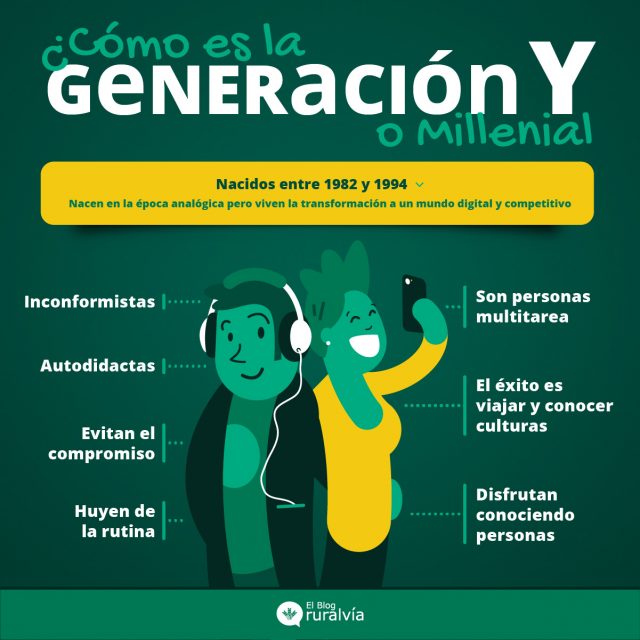 ¿Cómo es la
GENERACIÓN Y
o Millenial
Nacidos entre 1982 y 1994
Nacen en la época analógica pero viven la transformación a un mundo digital y competitivo
Inconformistas
Autodidactas
Evitan el
compromiso
Huyen de
la rutina
Son personas
multitarea
El éxito es
viajar y conocer
culturas
Disfrutan
conociendo
personas
El Blog
ruralvía